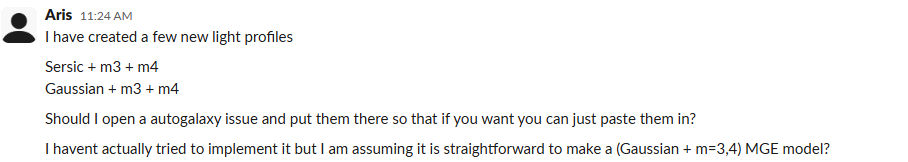 Aris 11:24 AM
I have created a few new light profiles
Sersic + m3 + m4
Gaussian + m3 + m4
Should I open a autogalaxy issue and put them there so that if you want you can just paste them in?
I havent actually tried to implement it but I am assuming it is straightforward to make a (Gaussian + m=3,4) MGE model?